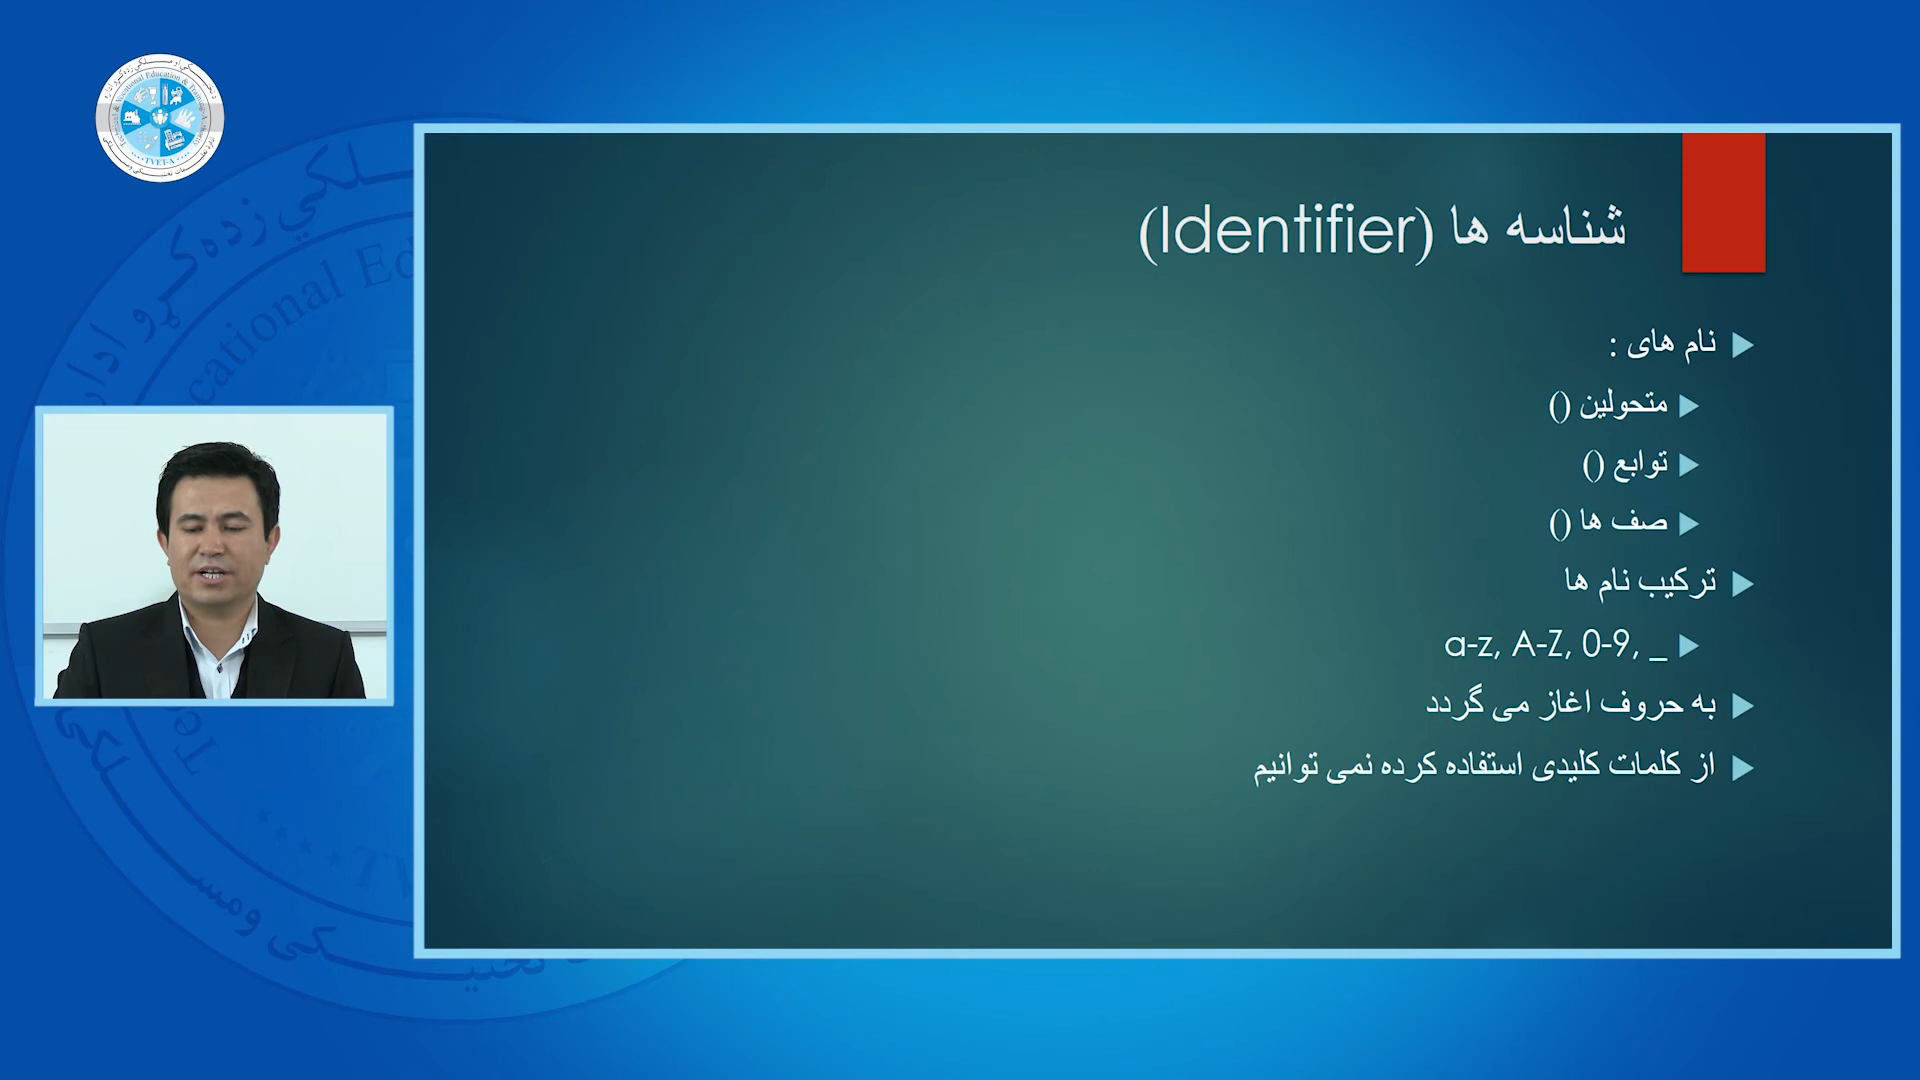 شناسه ها (Identifier)
نام های :
متحولین ()
توابع ()
صف ها ()
ترکیب نام ها
a-z, A-Z, 0-9, _
به حروف اغاز می گردد
از کلمات کلیدی استفاده کرده نمی توانیم
TVET-A